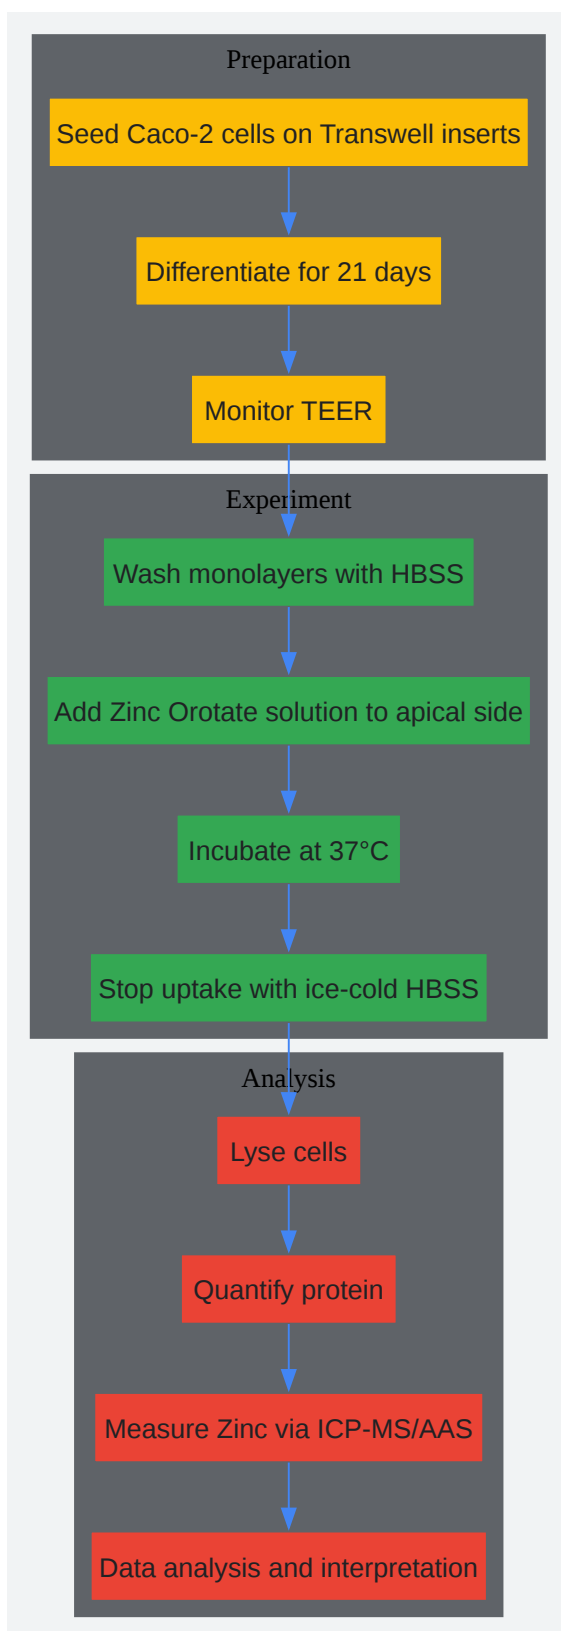 Preparation
Seed Caco-2 cells on Transwell inserts
Differentiate for 21 days
Monitor TEER
Experiment
Wash monolayers with HBSS
Add Zinc Orotate solution to apical side
Incubate at 37°C
Stop uptake with ice-cold HBSS
Analysis
Lyse cells
Quantify protein
Measure Zinc via ICP-MS/AAS
Data analysis and interpretation